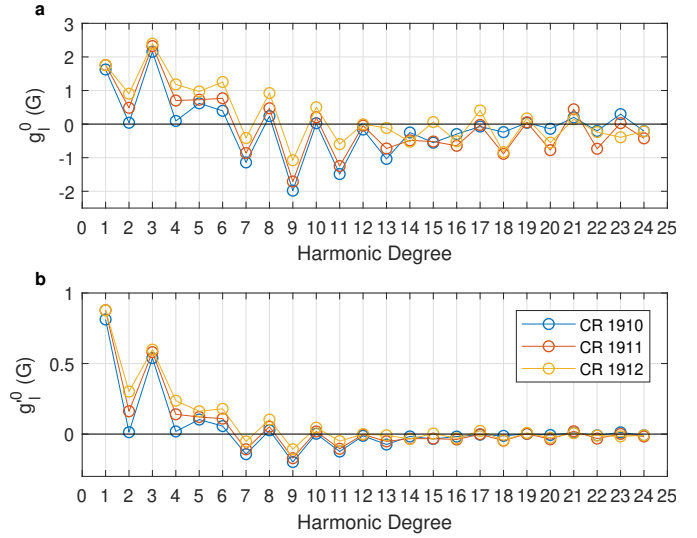 a
3
2
1
0
-1
-2
g_l^0 (G)
0 1 2 3 4 5 6 7 8 9 10 11 12 13 14 15 16 17 18 19 20 21 22 23 24 25
Harmonic Degree
b
1
0.5
0
g'_l^0 (G)
CR 1910
CR 1911
CR 1912
0 1 2 3 4 5 6 7 8 9 10 11 12 13 14 15 16 17 18 19 20 21 22 23 24 25
Harmonic Degree